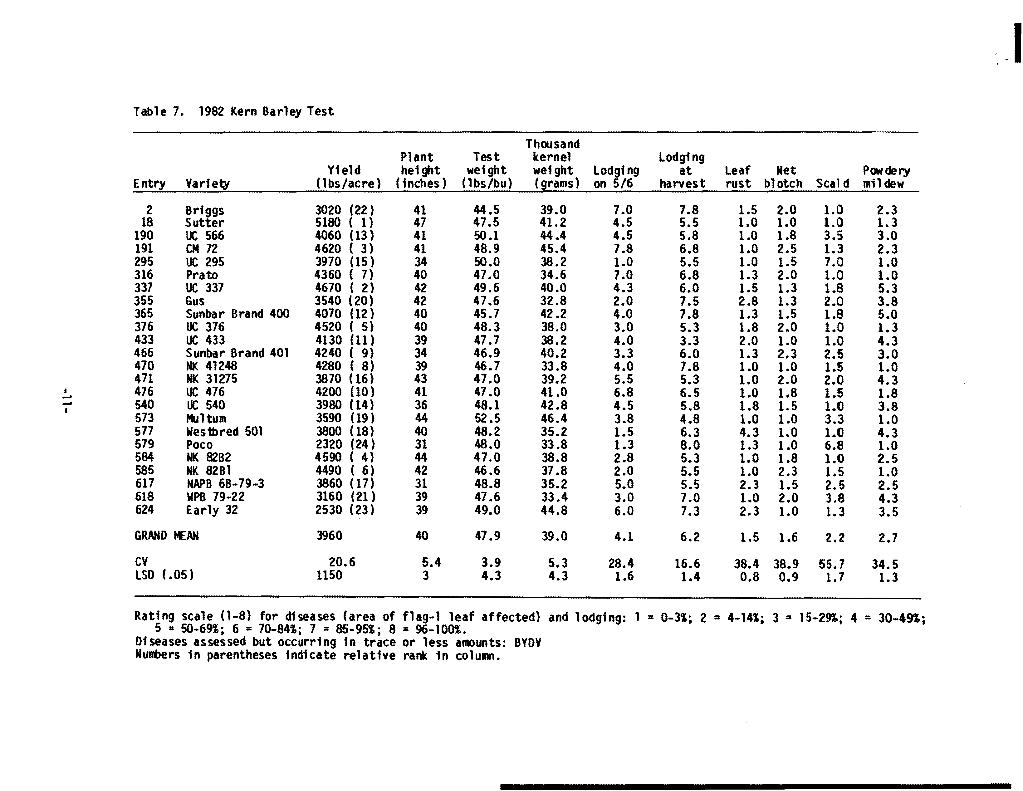 Table 7. 1982 Kern Barley Test
Thousand
Plant Test kernel Lodging
Yield height weight weight Lodging at Leaf Net Powdery
Entry Variety (lbs/acre) (inches) (lbs/bu) (grams) on 5/6 harvest rust blotch Scald mildew
2 Briggs 3020 (22) 41 44.5 39.0 7.0 7.8 1.5 2.0 1.0 2.3
18 Sutter 5180 ( 1) 47 47.5 41.2 4.5 5.5 1.0 1.0 1.0 1.3
190 UC 566 4060 (13) 41 50.1 44.4 4.5 5.8 1.0 1.8 3.5 3.0
191 CM 72 4620 ( 3) 41 48.9 45.4 7.8 6.8 1.0 2.5 1.3 2.3
295 UC 295 3970 (15) 34 50.0 38.2 1.0 5.5 1.0 1.5 7.0 1.0
316 Prato 4360 ( 7) 40 47.0 34.6 7.0 6.8 1.3 2.0 1.0 1.0
337 UC 337 4670 ( 2) 42 49.6 40.0 4.3 6.0 1.5 1.3 1.8 5.3
355 Gus 3540 (20) 42 47.6 32.8 2.0 7.5 2.8 1.3 2.0 3.8
365 Sunbar Brand 400 4070 (12) 40 45.7 42.2 4.0 7.8 1.3 1.5 1.8 5.0
376 UC 376 4520 ( 5) 40 48.3 38.0 3.0 5.3 1.8 2.0 1.0 1.3
433 UC 433 4130 (11) 39 47.7 38.2 4.0 3.3 2.0 1.0 1.0 4.3
466 Sunbar Brand 401 4240 ( 9) 34 46.9 40.2 3.3 6.0 1.3 2.3 2.5 3.0
470 NK 41248 4280 ( 8) 39 46.7 33.8 4.0 7.8 1.0 1.0 1.5 1.0
471 NK 31275 3870 (16) 43 47.0 39.2 5.5 5.3 1.0 2.0 2.0 4.3
476 UC 476 4200 (10) 41 47.0 41.0 6.8 6.5 1.0 1.8 1.5 1.8
540 UC 540 3980 (14) 36 48.1 42.8 4.5 5.8 1.8 1.5 1.0 3.8
573 Multum 3590 (19) 44 52.5 46.4 3.8 4.8 1.0 1.0 3.3 1.0
577 Westbred 501 3800 (18) 40 48.2 35.2 1.5 6.3 4.3 1.0 1.0 4.3
579 Poco 2320 (24) 31 48.0 33.8 1.3 8.0 1.3 1.0 6.8 1.0
584 NK 82B2 4590 ( 4) 44 47.0 38.8 2.8 5.3 1.0 1.8 1.0 2.5
585 NK 82B1 4490 ( 6) 42 46.6 37.8 2.0 5.5 1.0 2.3 1.5 1.0
617 NAPB 68-79-3 3860 (17) 31 48.8 35.2 5.0 5.5 2.3 1.5 2.5 2.5
618 WPB 79-22 3160 (21) 39 47.6 33.4 3.0 7.0 1.0 2.0 3.8 4.3
624 Early 32 2530 (23) 39 49.0 44.8 6.0 7.3 2.3 1.0 1.3 3.5
GRAND MEAN 3960 40 47.9 39.0 4.1 6.2 1.5 1.6 2.2 2.7
CV 20.6 5.4 3.9 5.3 28.4 16.6 38.4 38.9 55.7 34.5
LSD (.05) 1150 3 4.3 4.3 1.6 1.4 0.8 0.9 1.7 1.3
Rating scale (1-8) for diseases (area of flag-1 leaf affected) and lodging: 1 = 0-3%; 2 = 4-14%; 3 = 15-29%; 4 = 30-49%;
5 = 50-69%; 6 = 70-84%; 7 = 85-95%; 8 = 96-100%.
Diseases assessed but occurring in trace or less amounts: BYDV
Numbers in parentheses indicate relative rank in column.
-11-